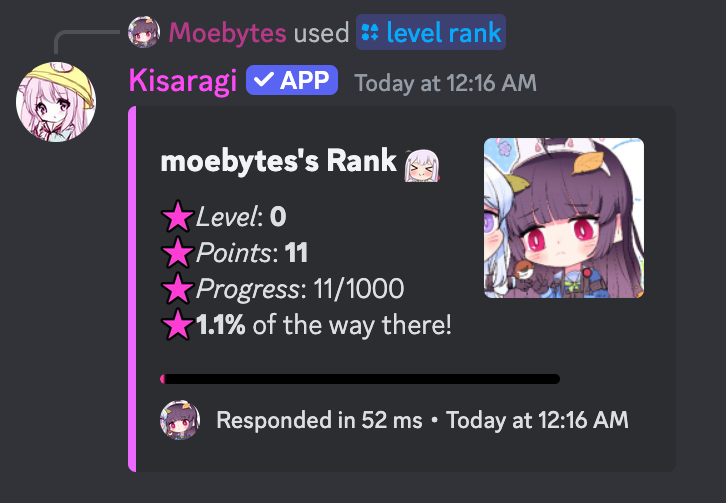 Moebytes used level rank
Kisaragi APP Today at 12:16 AM
moebytes's Rank
Level: 0
Points: 11
Progress: 11/1000
1.1% of the way there!
Responded in 52 ms • Today at 12:16 AM